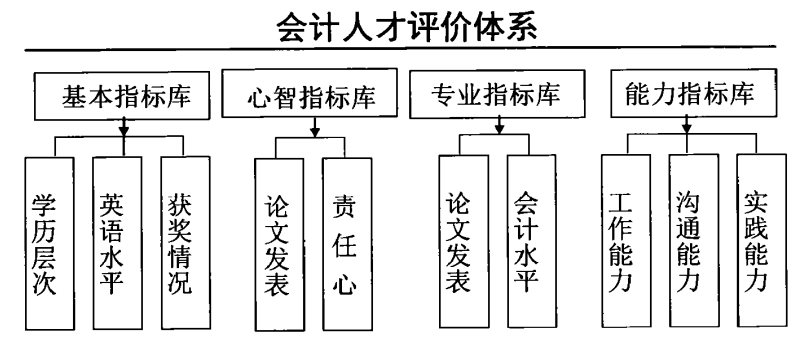 会计人才评价体系
基本指标库
心智指标库
专业指标库
能力指标库
学历层次
英语水平
获奖情况
论文发表
责任心
论文发表
会计水平
工作能力
沟通能力
实践能力